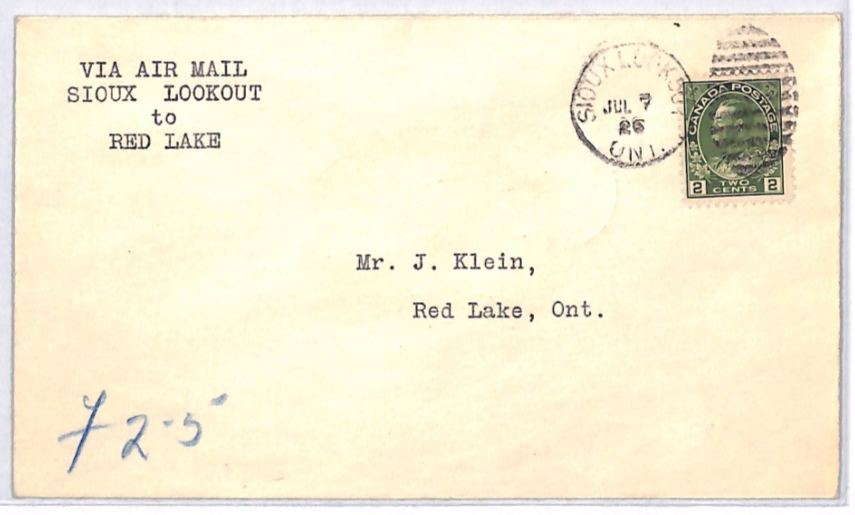 VIA AIR MAIL
SIOUX LOOKOUT
to
RED LAKE
SIOUX LOOKOUT
JUL 7
26
ONT.
CANADA POSTAGE
2 TWO CENTS 2
Mr. J. Klein,
Red Lake, Ont.
72-5